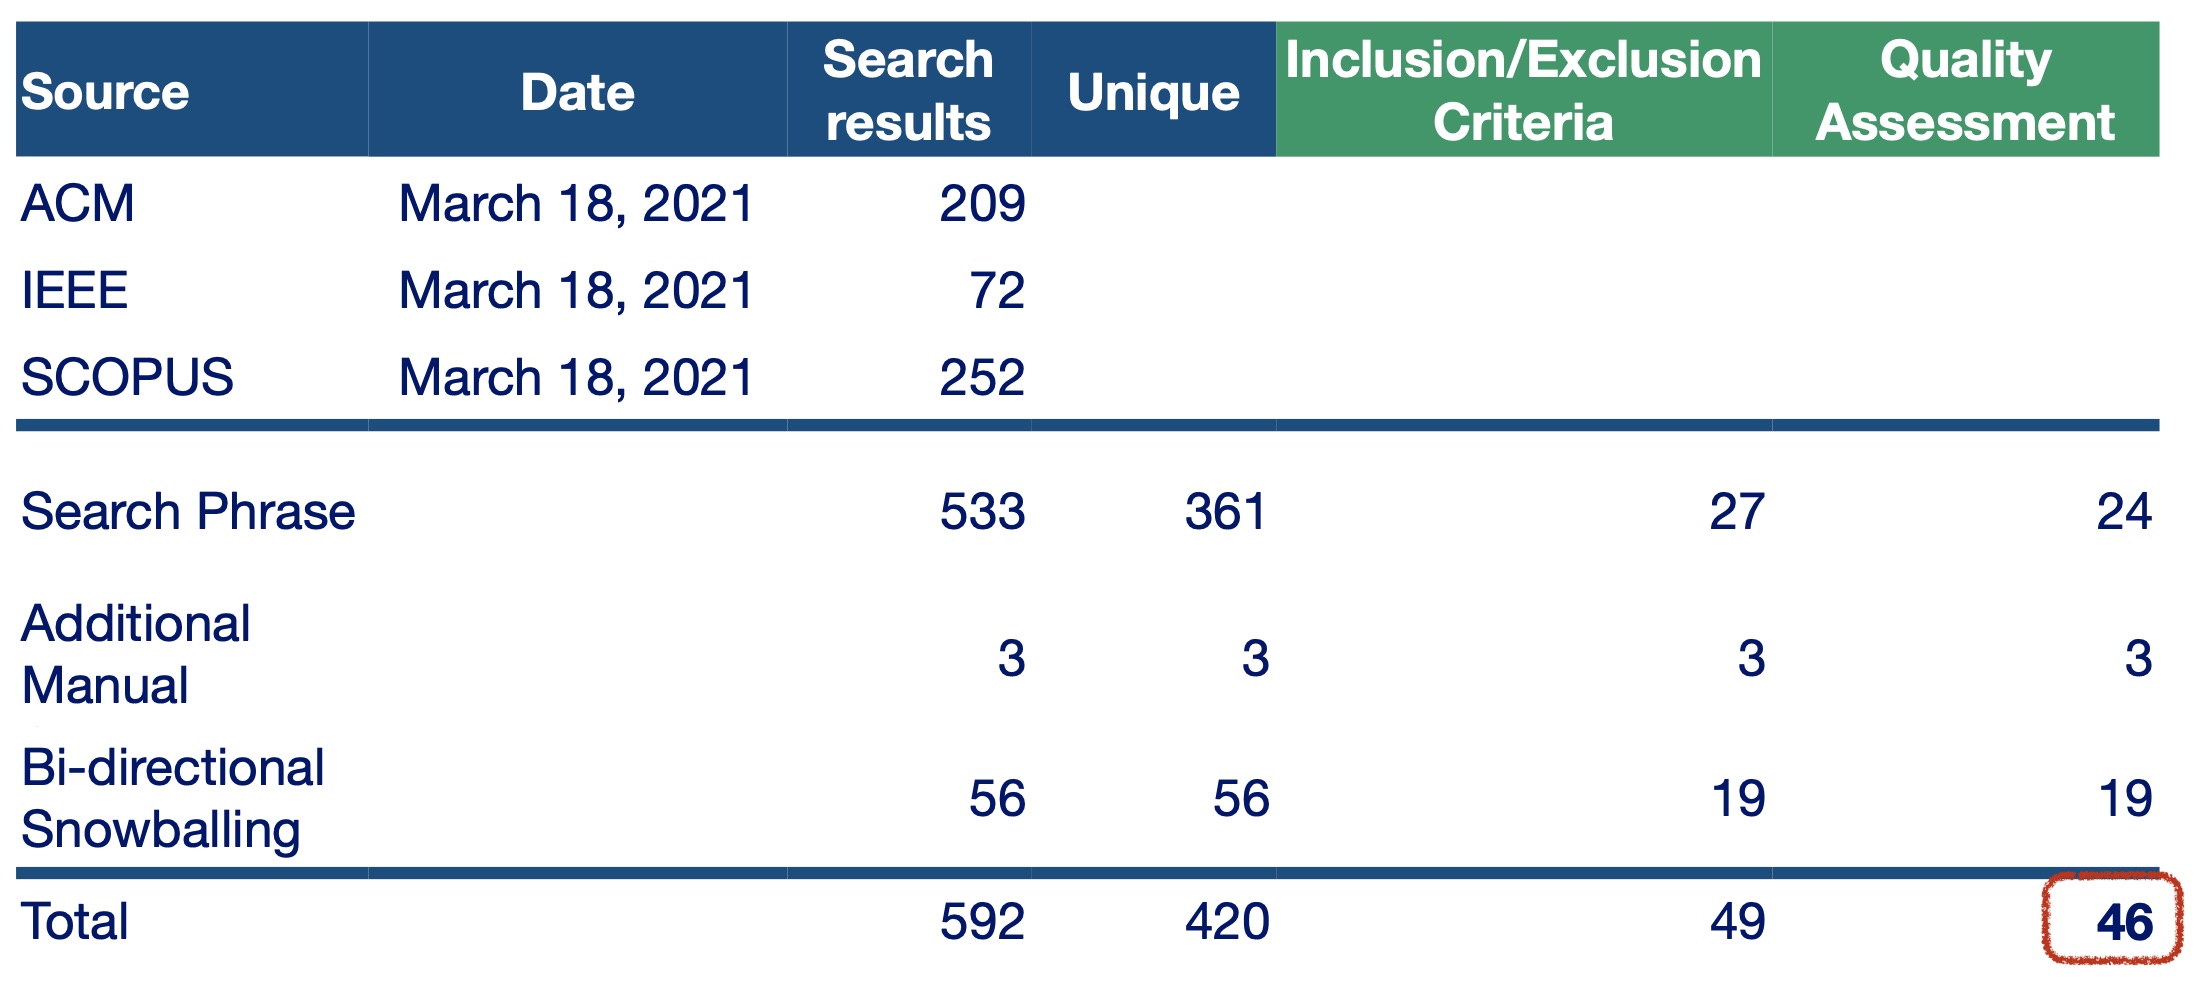 Source Date Search results Unique Inclusion/Exclusion Criteria Quality Assessment
ACM March 18, 2021 209
IEEE March 18, 2021 72
SCOPUS March 18, 2021 252
Search Phrase 533 361 27 24
Additional Manual 3 3 3 3
Bi-directional Snowballing 56 56 19 19
Total 592 420 49 46